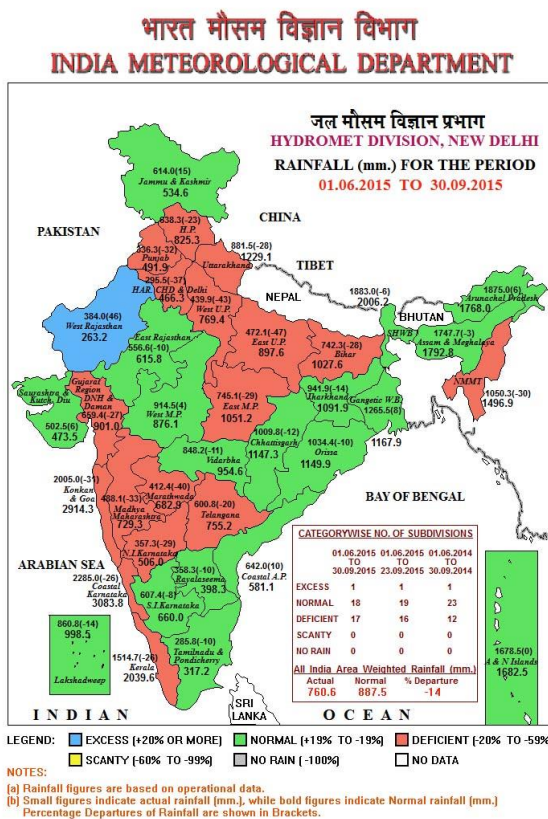 भारत मौसम विज्ञान विभाग
INDIA METEOROLOGICAL DEPARTMENT
जल मौसम विज्ञान प्रभाग
HYDROMET DIVISION, NEW DELHI
RAINFALL (mm.) FOR THE PERIOD
01.06.2015 TO 30.09.2015
614.0(15)
Jammu & Kashmir
534.6
PAKISTAN
CHINA
638.3(-23)
H.P.
825.3
336.3(-32)
Punjab
491.9
881.5(-28)
Uttarakhand
1229.1
TIBET
295.5(-37)
HAR. CHD & Delhi
466.3
NEPAL
439.9(-43)
West U.P.
769.4
384.0(46)
West Rajasthan
263.2
East Rajasthan
556.6(-10)
615.8
472.1(-47)
East U.P.
897.6
742.3(-28)
Bihar
1027.6
1883.0(-6)
2006.2
SHWB
BHUTAN
1875.0(6)
Arunachal Pradesh
1768.0
1747.7(-3)
Assam & Meghalaya
1792.8
NMMT
1050.3(-30)
1496.9
Gujarat
Region
DNH &
Daman
659.4(-27)
901.0
Saurashtra &
Kutch, Diu
502.5(6)
473.5
914.5(4)
West M.P.
876.1
745.1(-29)
East M.P.
1051.2
941.9(-14)
Jharkhand
1091.9
Gangetic W.B.
1265.5(8)
1167.9
1009.8(-12)
Chhattisgarh
1147.3
1034.4(-10)
Orissa
1149.9
848.2(-11)
Vidarbha
954.6
2005.0(-31)
Konkan
& Goa
2914.3
412.4(-40)
Marathwada
682.9
488.1(-33)
Madhya
Maharashtra
729.3
600.8(-20)
Telangana
755.2
BAY OF BENGAL
357.3(-29)
N.I.Karnataka
506.0
ARABIAN SEA
2285.0(-26)
Coastal
Karnataka
3083.8
358.3(-10)
Rayalaseema
398.3
642.0(10)
Coastal A.P.
581.1
607.4(-8)
S.I.Karnataka
660.0
860.8(-14)
998.5
Lakshadweep
285.8(-10)
Tamilnadu &
Pondicherry
317.2
1514.7(-26)
Kerala
2039.6
CATEGORYWISE NO. OF SUBDIVISIONS
01.06.2015 01.06.2015 01.06.2014
TO TO TO
30.09.2015 23.09.2015 30.09.2014
EXCESS 1 1 1
NORMAL 18 19 23
DEFICIENT 17 16 12
SCANTY 0 0 0
NO RAIN 0 0 0
All India Area Weighted Rainfall (mm.)
Actual Normal % Departure
760.6 887.5 -14
1678.5(0)
A & N Islands
1682.5
SRI
LANKA
INDIAN OCEAN
LEGEND: EXCESS (+20% OR MORE) NORMAL (+19% TO -19%) DEFICIENT (-20% TO -59%
SCANTY (-60% TO -99%) NO RAIN (-100%) NO DATA
NOTES:
(a) Rainfall figures are based on operational data.
(b) Small figures indicate actual rainfall (mm.), while bold figures indicate Normal rainfall (mm.)
Percentage Departures of Rainfall are shown in Brackets.